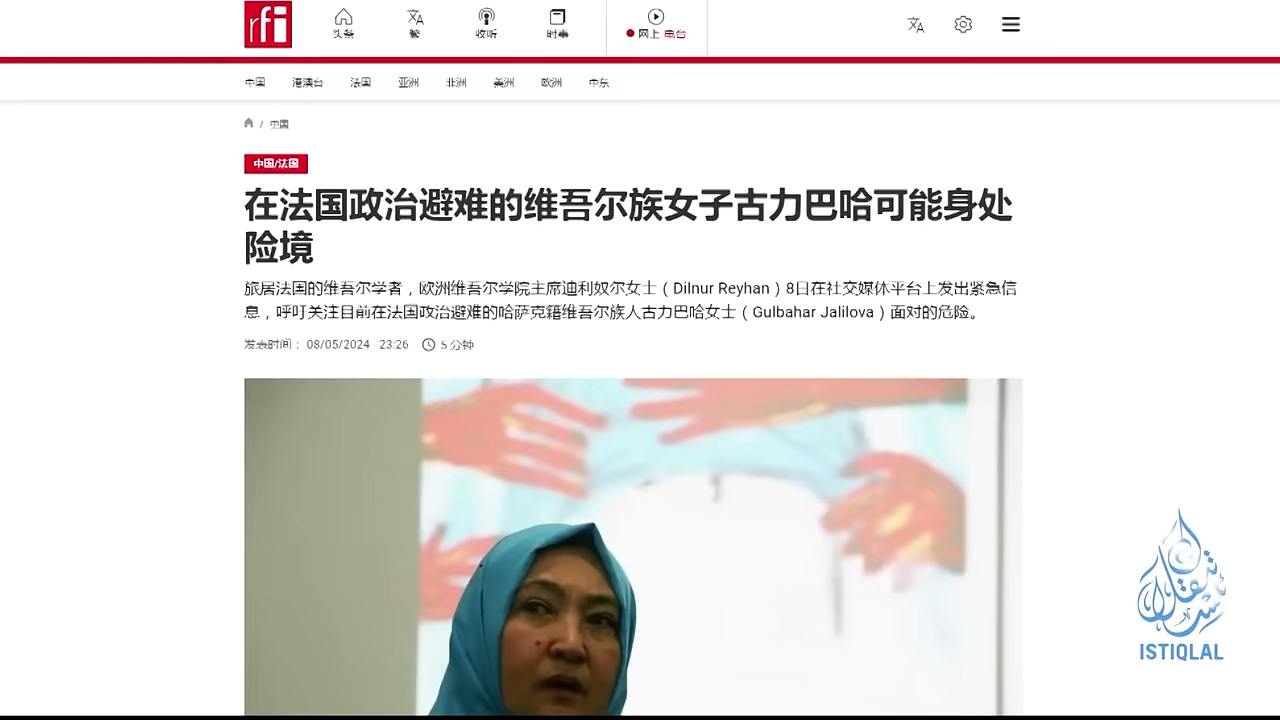 rfi
头条
繁
收听
时事
网上 电台
中国 港澳台 法国 亚洲 非洲 美洲 欧洲 中东
/ 中国
中国/法国
在法国政治避难的维吾尔族女子古力巴哈可能身处
险境
旅居法国的维吾尔学者，欧洲维吾尔学院主席迪利奴尔女士（Dilnur Reyhan）8日在社交媒体平台上发出紧急信
息，呼吁关注目前在法国政治避难的哈萨克籍维吾尔族人古力巴哈女士（Gulbahar Jalilova）面对的危险。
发表时间： 08/05/2024 23:26 5 分钟
ISTIQLAL